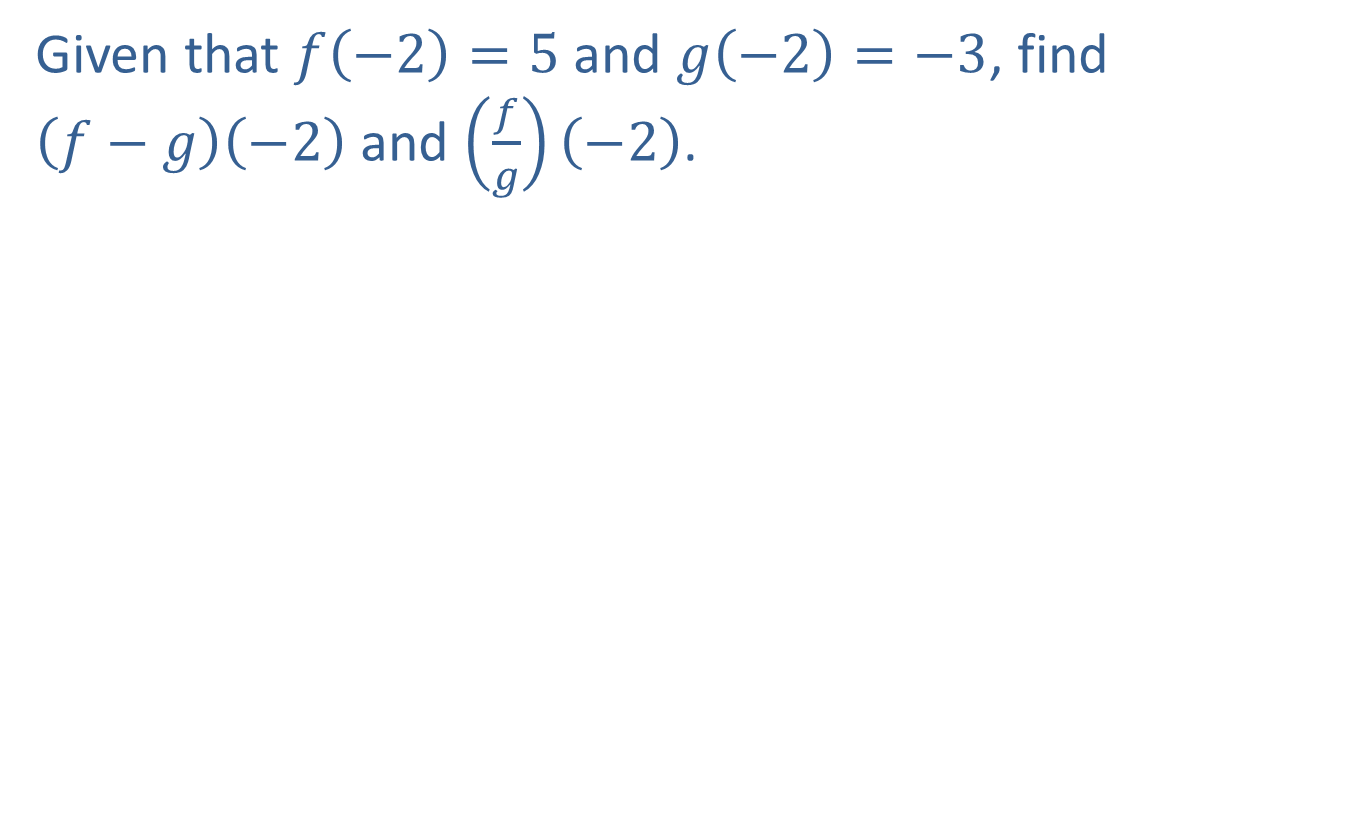 Given that f(−2) = 5 and g(−2) = −3, find
(f − g)(−2) and (f/g)(−2).